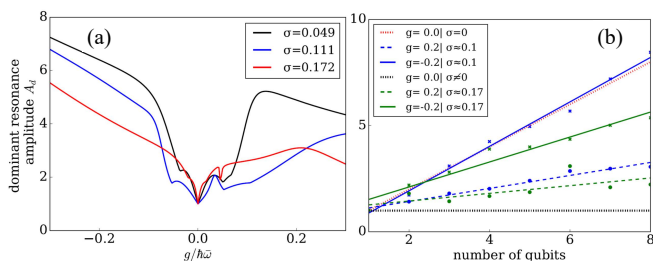 dominant resonance
amplitude A_d
8
6
4
2
0
(a)
σ=0.049
σ=0.111
σ=0.172
−0.2
0.0
0.2
g/ħω̄
10
5
0
g= 0.0| σ=0
g= 0.2| σ≈0.1
g=-0.2| σ≈0.1
g= 0.0| σ≠0
g= 0.2| σ≈0.17
g=-0.2| σ≈0.17
(b)
2
4
6
8
number of qubits